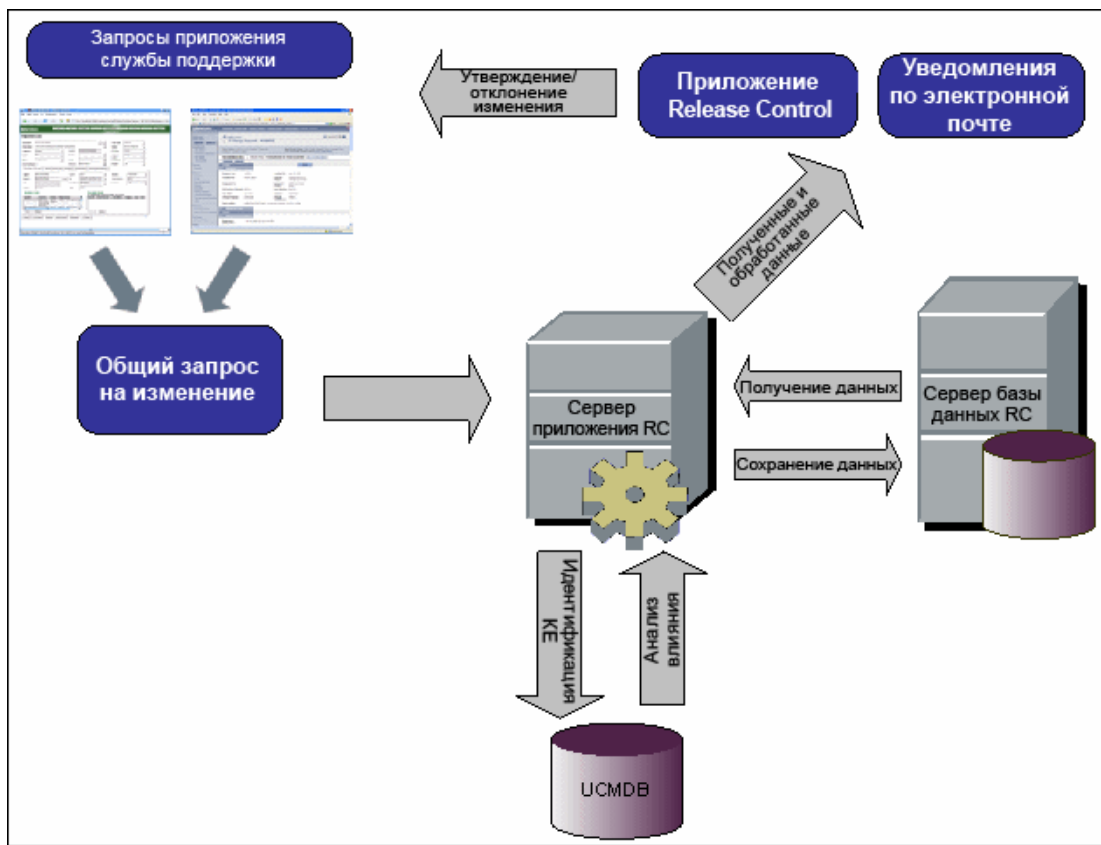 Запросы приложения
службы поддержки
Утверждение/
отклонение
изменения
Приложение
Release Control
Уведомления
по электронной
почте
Полученные и
обработанные
данные
Общий запрос
на изменение
Сервер
приложения RC
Получение данных
Сервер базы
данных RC
Сохранение данных
Идентификация
КЕ
Анализ
влияния
UCMDB